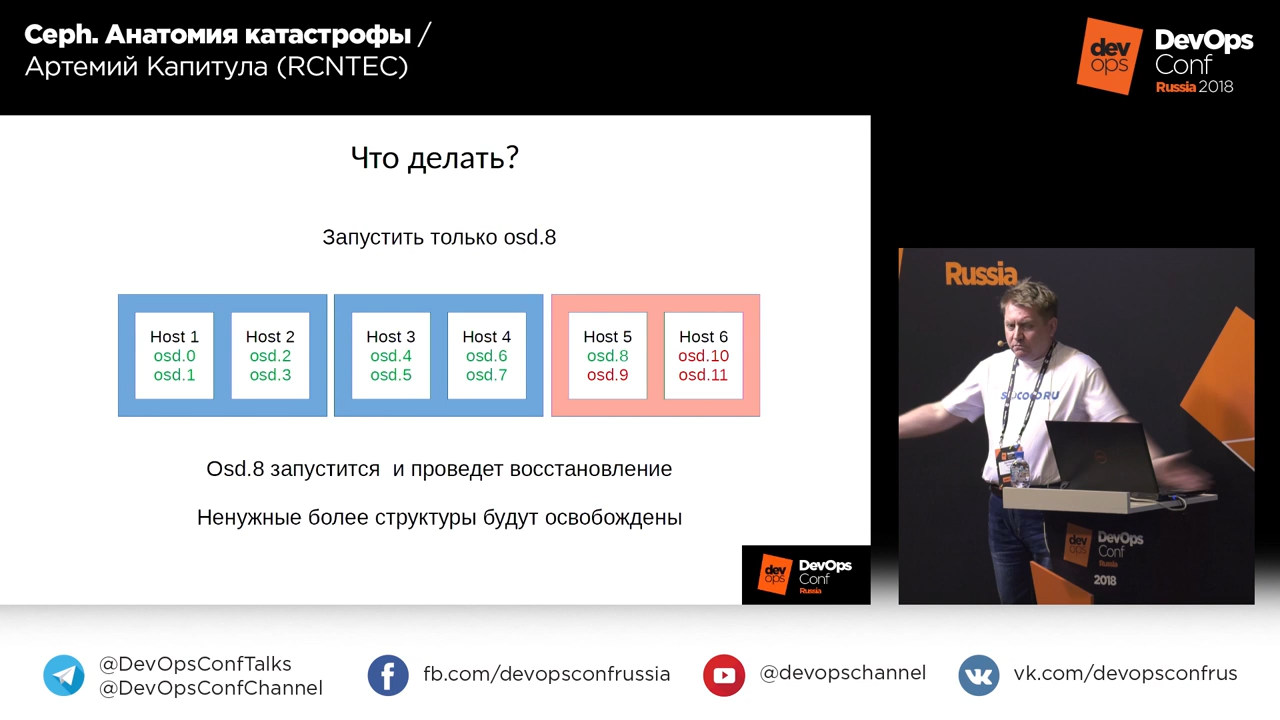 Ceph. Анатомия катастрофы /
Артемий Капитула (RCNTEC)
dev
ops
DevOps
Conf
Russia 2018
Что делать?
Запустить только osd.8
Host 1
osd.0
osd.1
Host 2
osd.2
osd.3
Host 3
osd.4
osd.5
Host 4
osd.6
osd.7
Host 5
osd.8
osd.9
Host 6
osd.10
osd.11
Osd.8 запустится и проведет восстановление
Ненужные более структуры будут освобождены
dev
ops
DevOps
Conf
Russia
Russia
dev
ops
DevOps
Conf
Russia
2018
@DevOpsConfTalks
@DevOpsConfChannel
fb.com/devopsconfrussia
@devopschannel
vk.com/devopsconfrus